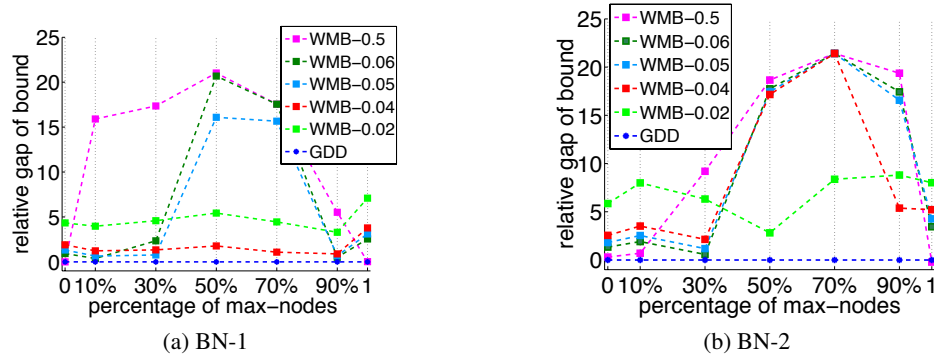 25
20
15
10
5
0
relative gap of bound
WMB−0.5
WMB−0.06
WMB−0.05
WMB−0.04
WMB−0.02
GDD
0 10% 30% 50% 70% 90% 1
percentage of max−nodes
(a) BN-1
25
20
15
10
5
0
relative gap of bound
WMB−0.5
WMB−0.06
WMB−0.05
WMB−0.04
WMB−0.02
GDD
0 10% 30% 50% 70% 90% 1
percentage of max−nodes
(b) BN-2